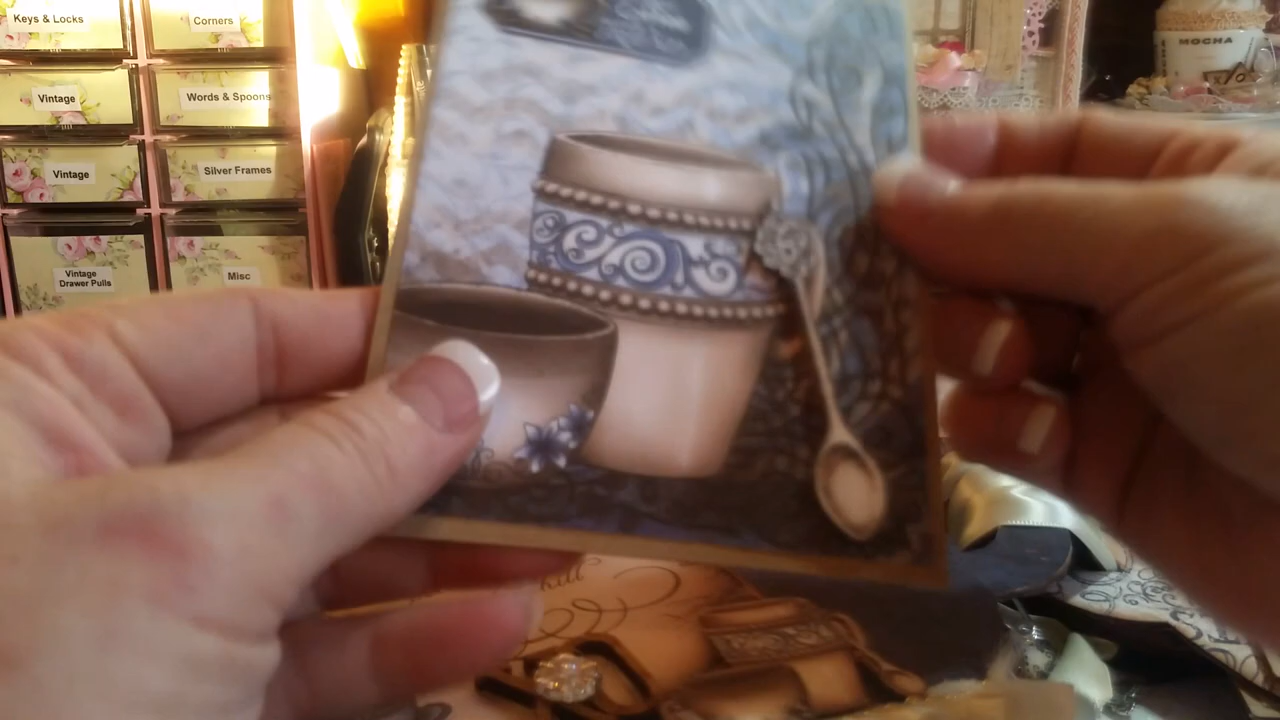 Keys & Locks
Corners
Vintage
Words & Spoons
Vintage
Silver Frames
Vintage
Drawer Pulls
Misc
MOCHA